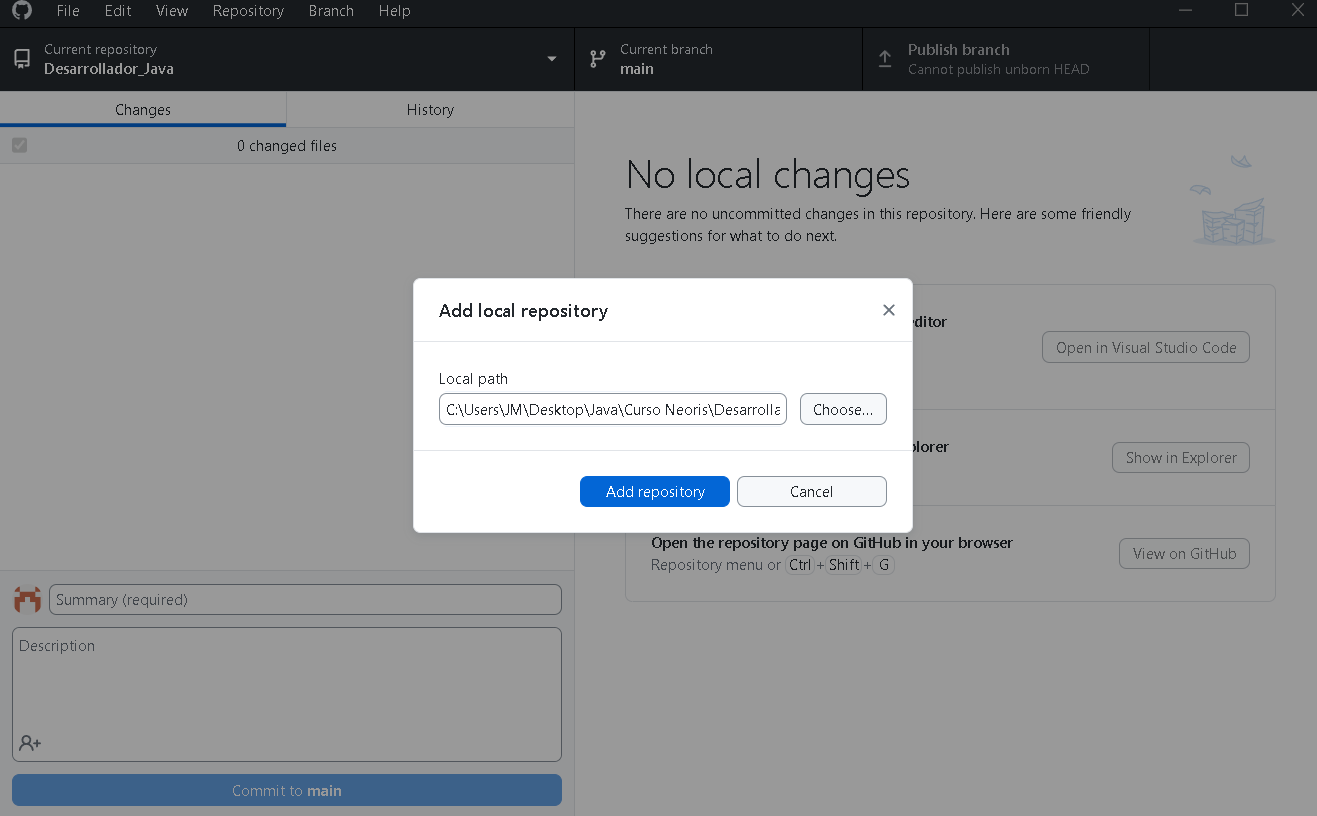 File Edit View Repository Branch Help
Current repository
Desarrollador_Java
Current branch
main
Publish branch
Cannot publish unborn HEAD
Changes
History
0 changed files
No local changes
There are no uncommitted changes in this repository. Here are some friendly
suggestions for what to do next.
Add local repository
editor
Open in Visual Studio Code
Local path
C:\Users\JM\Desktop\Java\Curso Neoris\Desarrolla
Choose...
plorer
Show in Explorer
Add repository
Cancel
Open the repository page on GitHub in your browser
Repository menu or Ctrl + Shift + G
View on GitHub
Summary (required)
Description
Commit to main